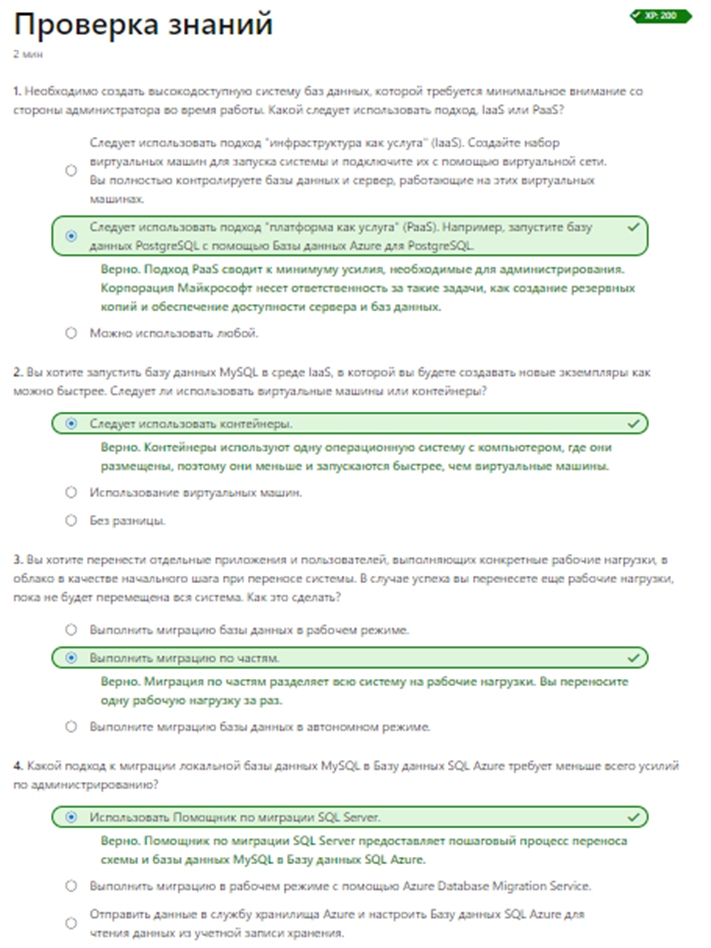 Проверка знаний
XP: 200
2 мин
1. Необходимо создать высокодоступную систему баз данных, которой требуется минимальное внимание со
стороны администратора во время работы. Какой следует использовать подход, IaaS или PaaS?
Следует использовать подход "инфраструктура как услуга" (IaaS). Создайте набор
виртуальных машин для запуска системы и подключите их с помощью виртуальной сети.
Вы полностью контролируете базы данных и сервер, работающие на этих виртуальных
машинах.
Следует использовать подход "платформа как услуга" (PaaS). Например, запустите базу
данных PostgreSQL с помощью Базы данных Azure для PostgreSQL.
Верно. Подход PaaS сводит к минимуму усилия, необходимые для администрирования.
Корпорация Майкрософт несет ответственность за такие задачи, как создание резервных
копий и обеспечение доступности сервера и баз данных.
Можно использовать любой.
2. Вы хотите запустить базу данных MySQL в среде IaaS, в которой вы будете создавать новые экземпляры как
можно быстрее. Следует ли использовать виртуальные машины или контейнеры?
Следует использовать контейнеры.
Верно. Контейнеры используют одну операционную систему с компьютером, где они
размещены, поэтому они меньше и запускаются быстрее, чем виртуальные машины.
Использование виртуальных машин.
Без разницы.
3. Вы хотите перенести отдельные приложения и пользователей, выполняющих конкретные рабочие нагрузки, в
облако в качестве начального шага при переносе системы. В случае успеха вы перенесете еще рабочие нагрузки,
пока не будет перемещена вся система. Как это сделать?
Выполнить миграцию базы данных в рабочем режиме.
Выполнить миграцию по частям.
Верно. Миграция по частям разделяет всю систему на рабочие нагрузки. Вы переносите
одну рабочую нагрузку за раз.
Выполните миграцию базы данных в автономном режиме.
4. Какой подход к миграции локальной базы данных MySQL в Базу данных SQL Azure требует меньше всего усилий
по администрированию?
Использовать Помощник по миграции SQL Server.
Верно. Помощник по миграции SQL Server предоставляет пошаговый процесс переноса
схемы и базы данных MySQL в Базу данных SQL Azure.
Выполнить миграцию в рабочем режиме с помощью Azure Database Migration Service.
Отправить данные в службу хранилища Azure и настроить Базу данных SQL Azure для
чтения данных из учетной записи хранения.